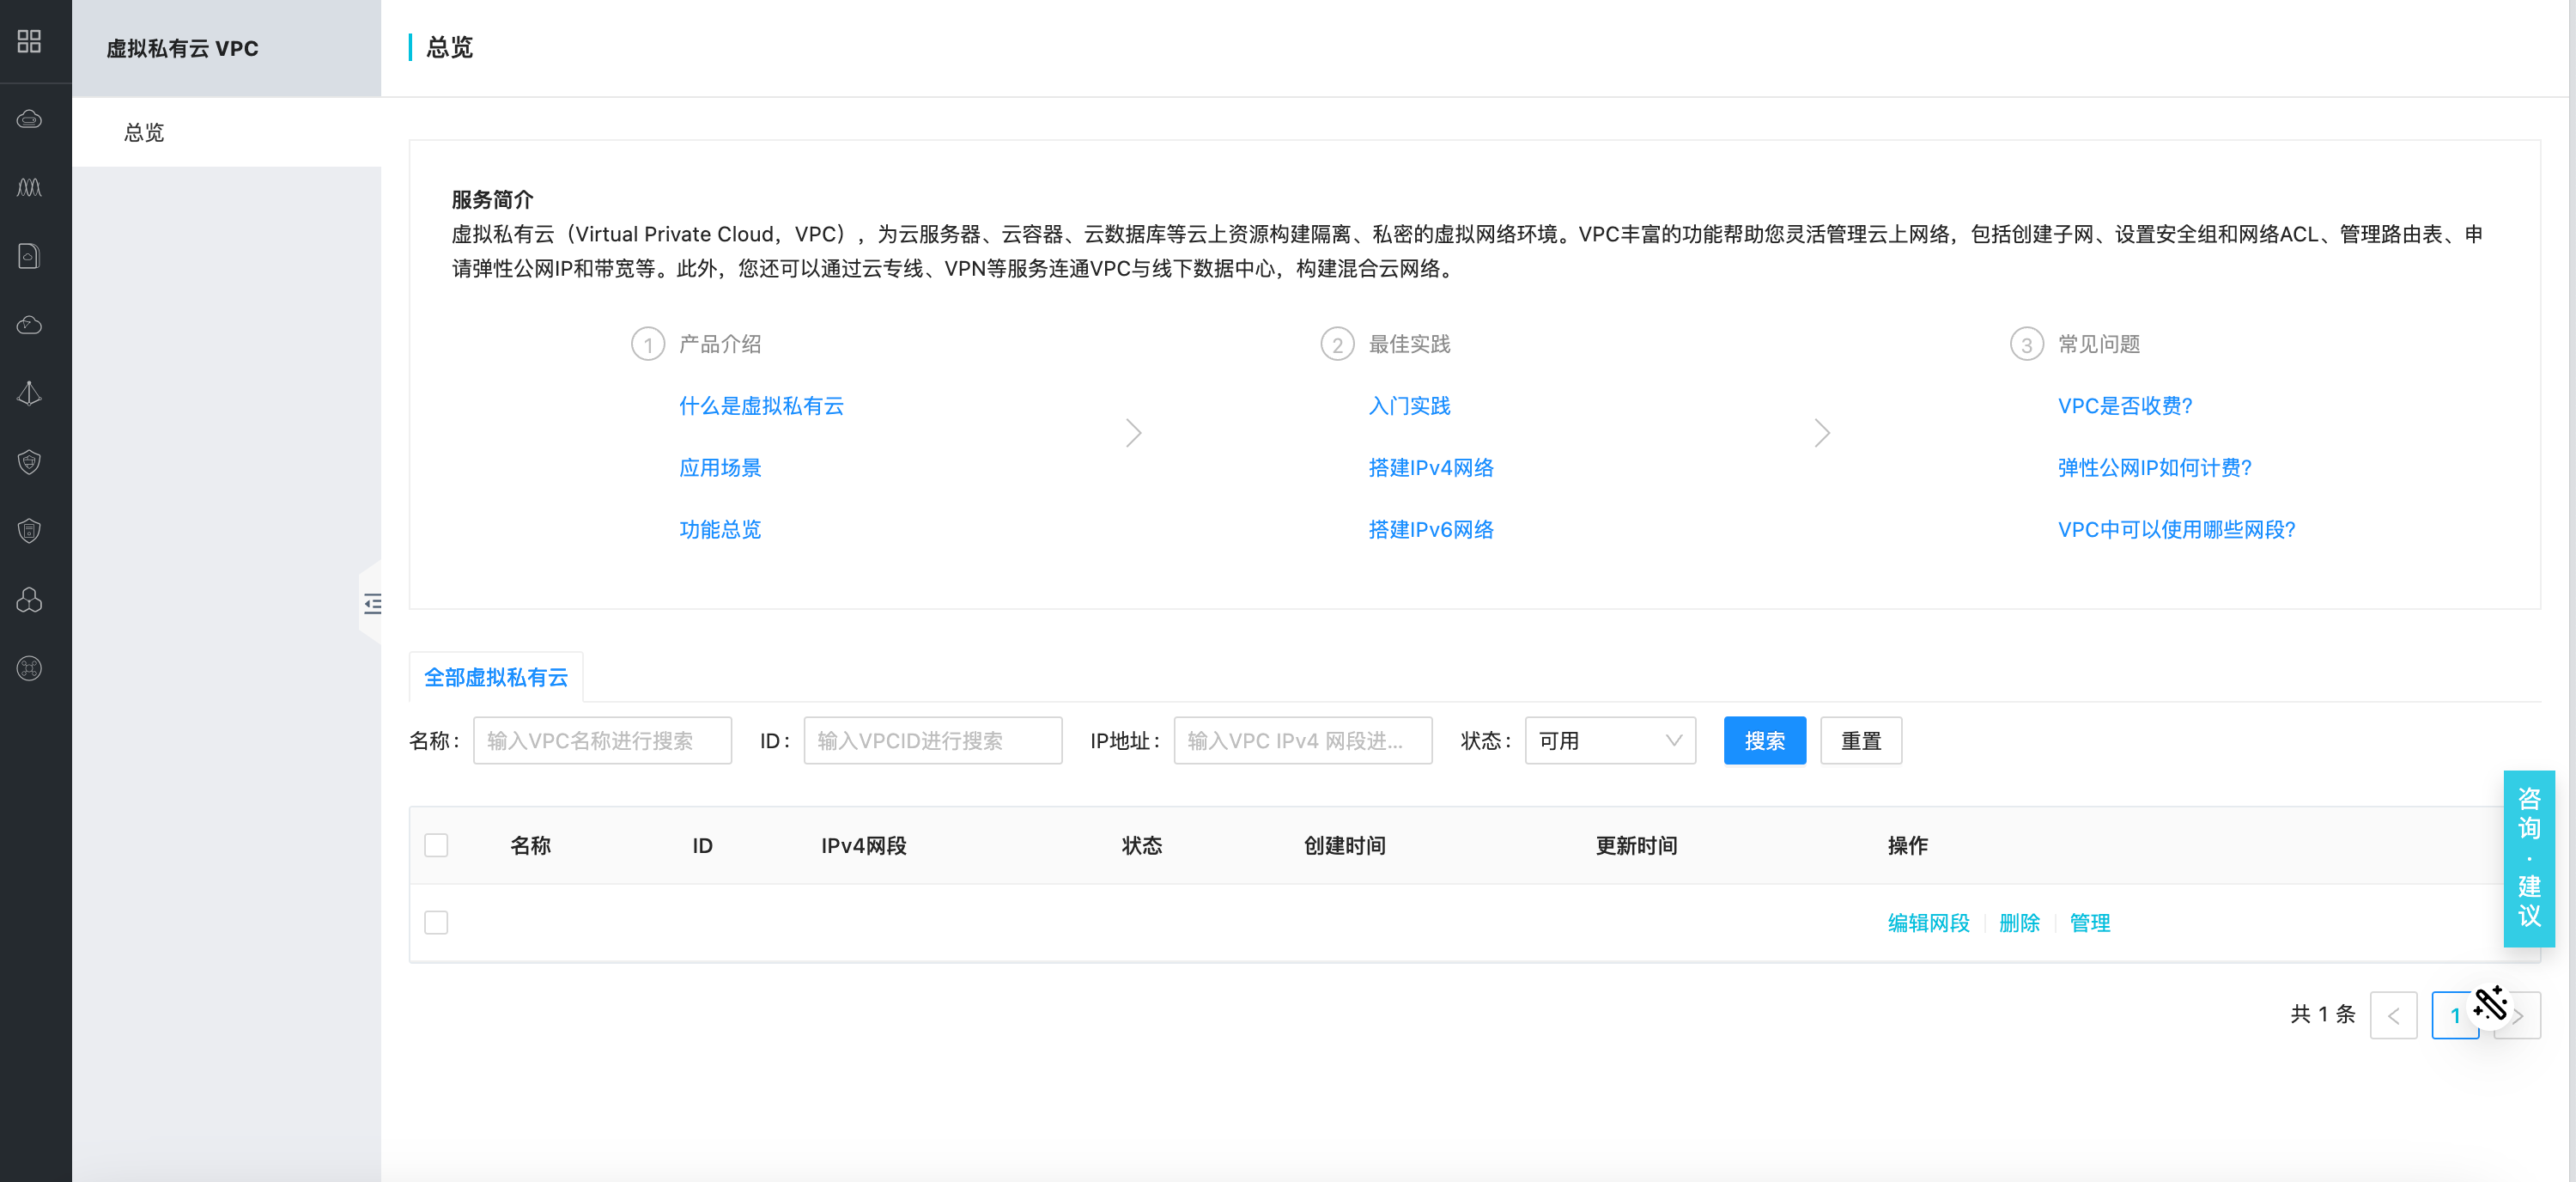 虚拟私有云 VPC
总览
总览
服务简介
虚拟私有云（Virtual Private Cloud，VPC），为云服务器、云容器、云数据库等云上资源构建隔离、私密的虚拟网络环境。VPC丰富的功能帮助您灵活管理云上网络，包括创建子网、设置安全组和网络ACL、管理路由表、申
请弹性公网IP和带宽等。此外，您还可以通过云专线、VPN等服务连通VPC与线下数据中心，构建混合云网络。
1 产品介绍
什么是虚拟私有云
应用场景
功能总览
2 最佳实践
入门实践
搭建IPv4网络
搭建IPv6网络
3 常见问题
VPC是否收费?
弹性公网IP如何计费?
VPC中可以使用哪些网段?
全部虚拟私有云
名称: 输入VPC名称进行搜索 ID: 输入VPCID进行搜索 IP地址: 输入VPC IPv4 网段进... 状态: 可用 搜索 重置
名称 ID IPv4网段 状态 创建时间 更新时间 操作
编辑网段 删除 管理
共 1 条 < 1 >
咨询·建议